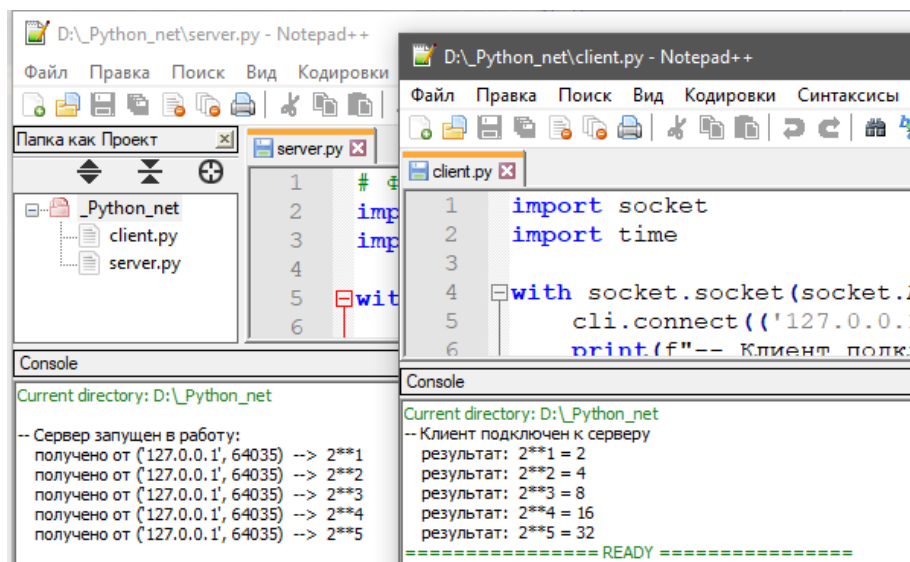 D:\_Python_net\server.py - Notepad++
Файл Правка Поиск Вид Кодировки
Папка как Проект
_Python_net
client.py
server.py
server.py
1 #
2 imp
3 imp
4
5 wit
6
Console
Current directory: D:\_Python_net
-- Сервер запущен в работу:
получено от ('127.0.0.1', 64035) --> 2**1
получено от ('127.0.0.1', 64035) --> 2**2
получено от ('127.0.0.1', 64035) --> 2**3
получено от ('127.0.0.1', 64035) --> 2**4
получено от ('127.0.0.1', 64035) --> 2**5
D:\_Python_net\client.py - Notepad++
Файл Правка Поиск Вид Кодировки Синтаксисы
client.py
1 import socket
2 import time
3
4 with socket.socket(socket.
5 cli.connect(('127.0.0.
6 print(f"-- Клиент подк
Console
Current directory: D:\_Python_net
-- Клиент подключен к серверу
результат: 2**1 = 2
результат: 2**2 = 4
результат: 2**3 = 8
результат: 2**4 = 16
результат: 2**5 = 32
================ READY ================